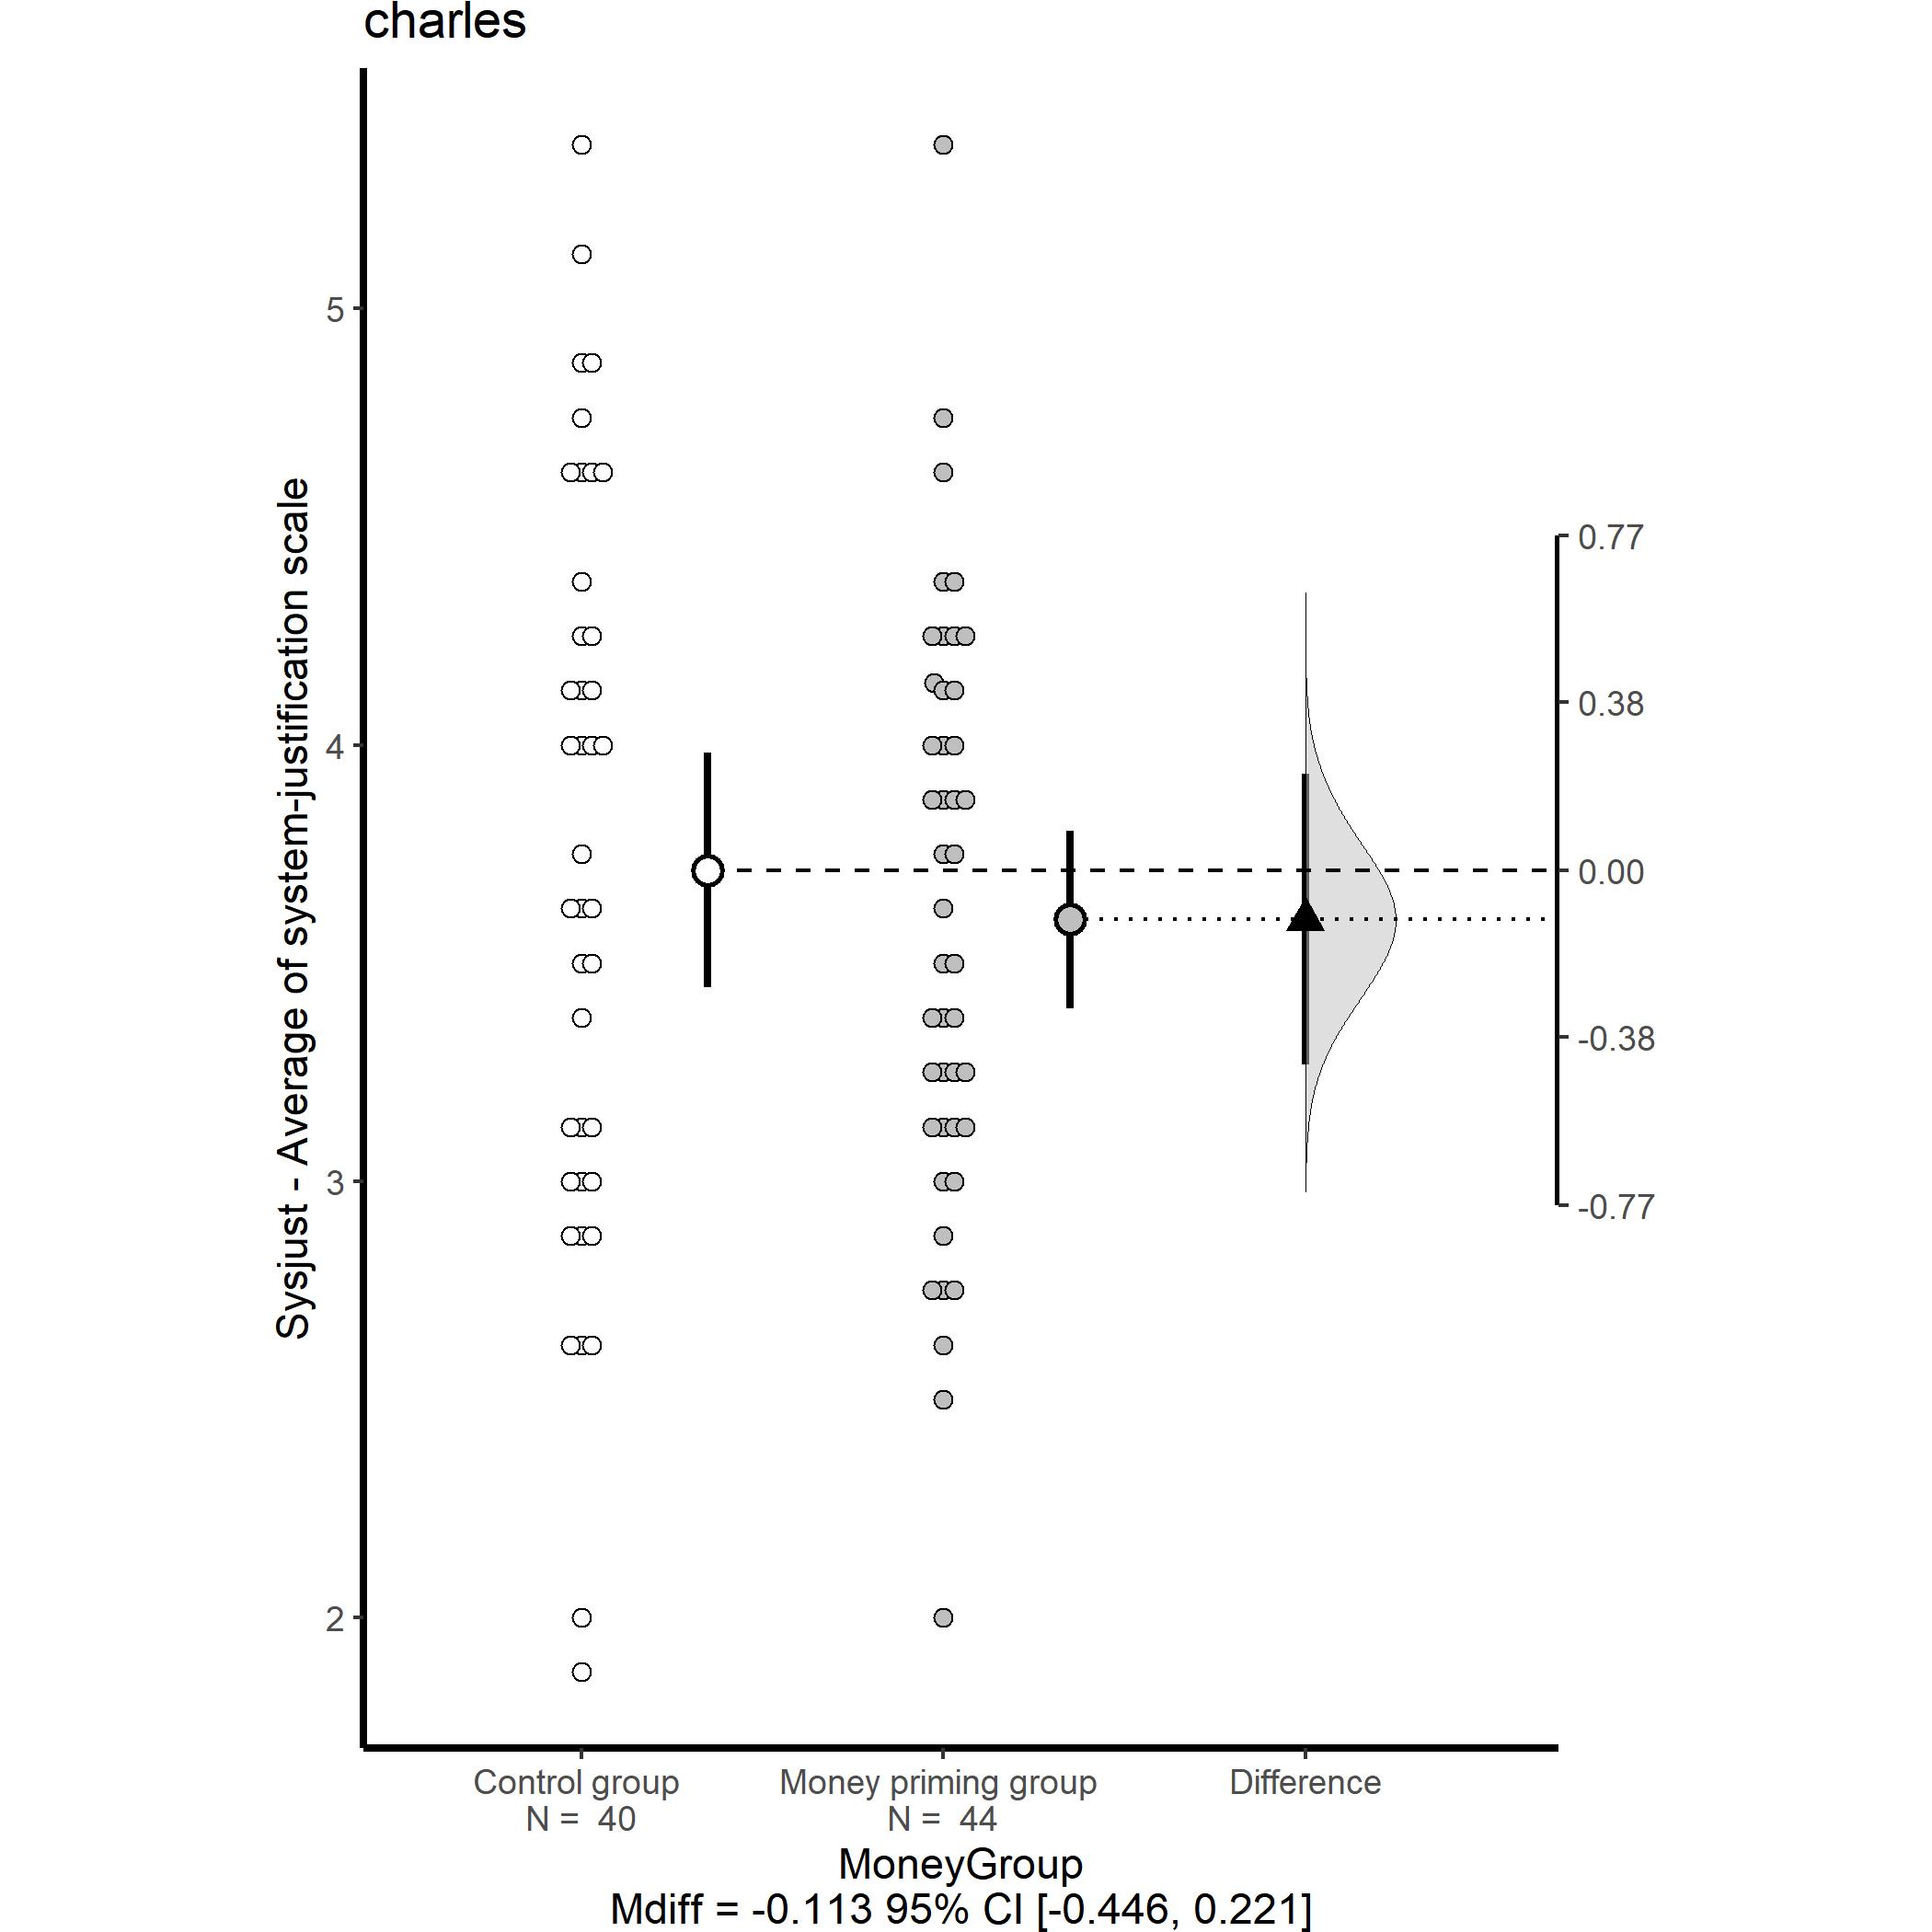 charles
Sysjust - Average of system-justification scale
5
4
3
2
0.77
0.38
0.00
-0.38
-0.77
Control group
N =  40
Money priming group
N =  44
Difference
MoneyGroup
Mdiff = -0.113 95% CI [-0.446, 0.221]